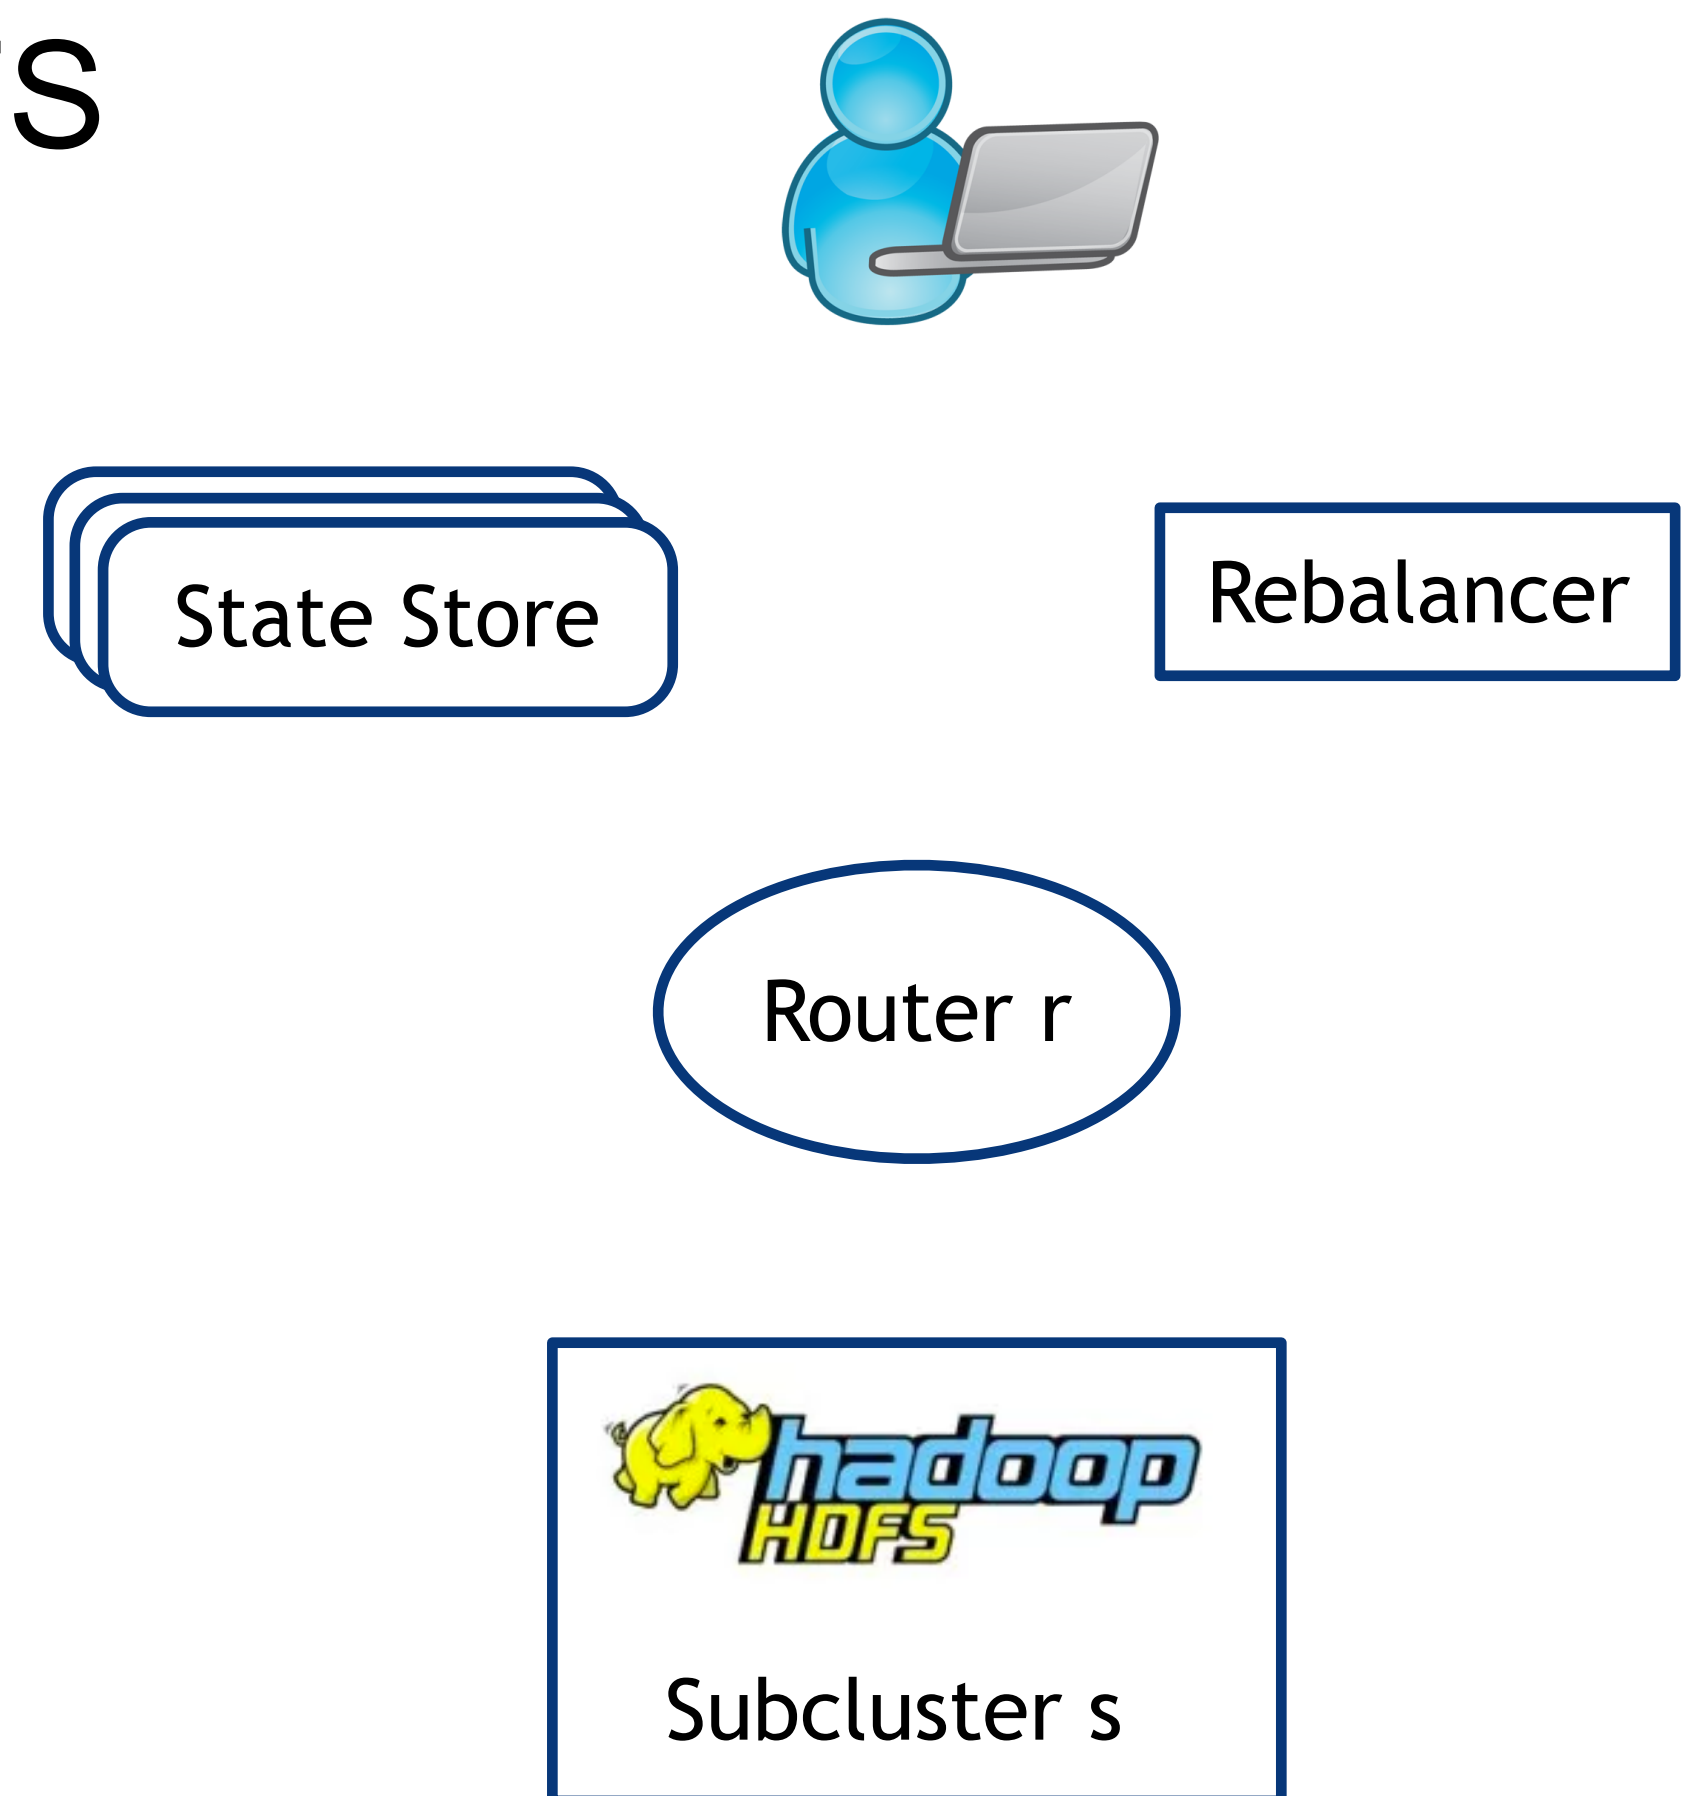 S
State Store
Rebalancer
Router r
hadoop
HDFS
Subcluster s